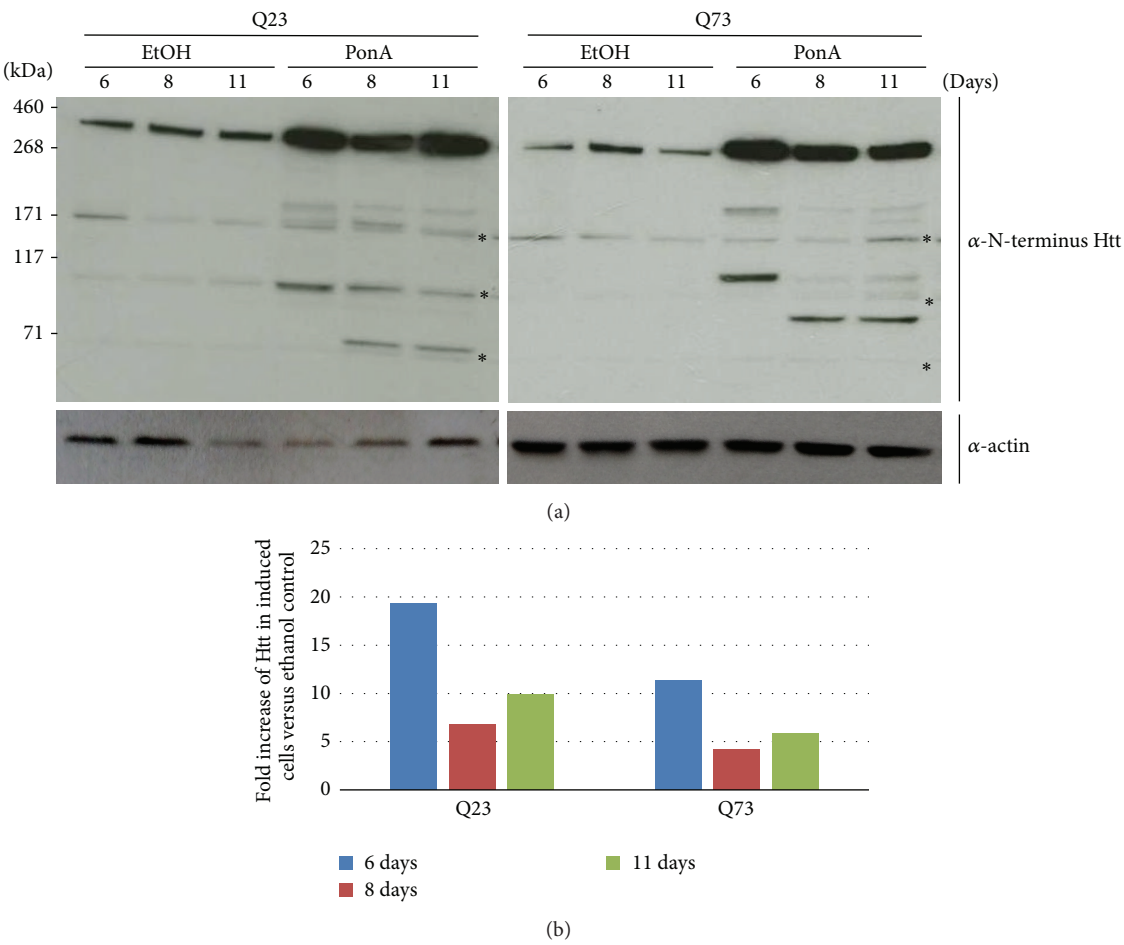 Q23 Q73
EtOH PonA EtOH PonA
(kDa) 6 8 11 6 8 11 6 8 11 6 8 11 (Days)
460
268
171
117
71
*
*
*
*
*
*
α-N-terminus Htt
α-actin
(a)
Fold increase of Htt in induced
cells versus ethanol control
25
20
15
10
5
0
Q23 Q73
6 days
8 days
11 days
(b)